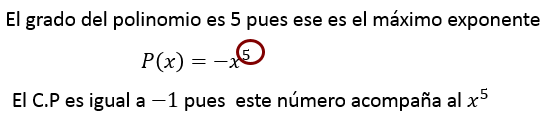 El grado del polinomio es 5 pues ese es el máximo exponente
P(x) = −x⁵
El C.P es igual a −1 pues este número acompaña al x⁵